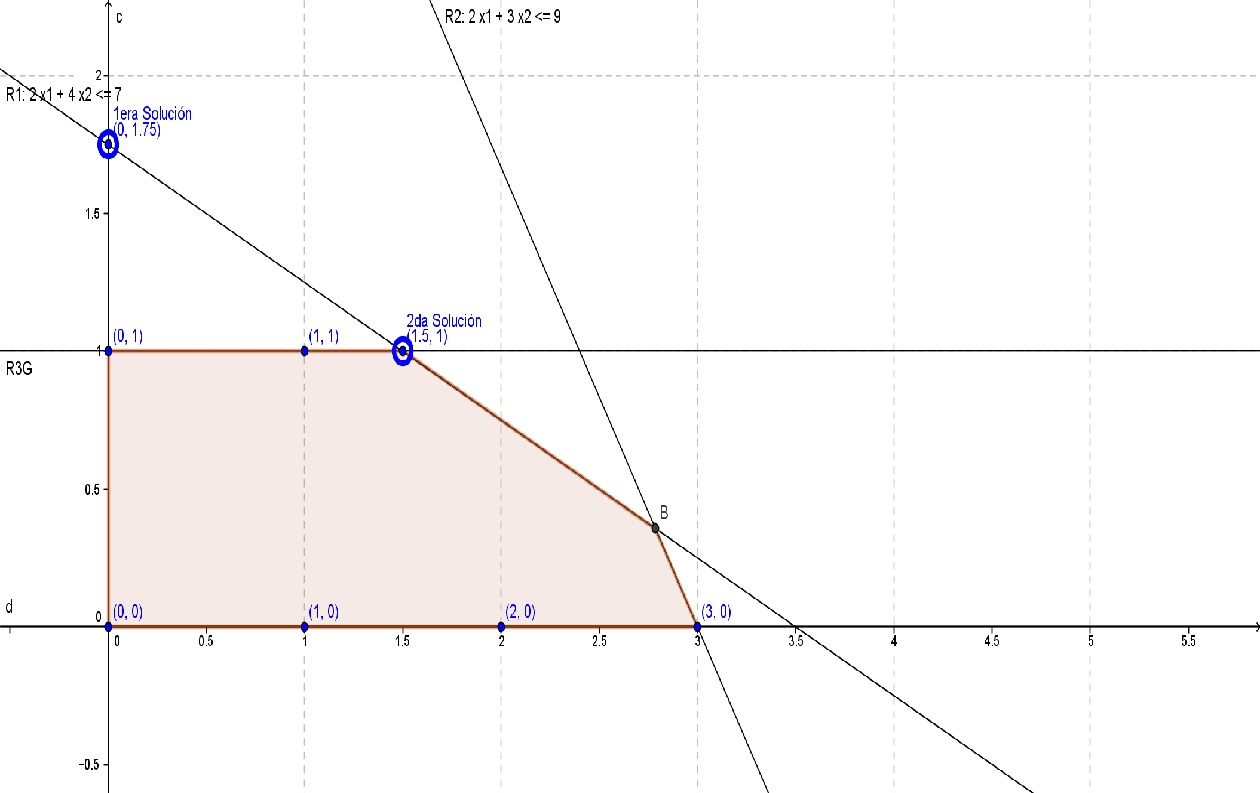 c
R2: 2 x1 + 3 x2 <= 9
2
R1: 2 x1 + 4 x2 <= 7
1era Solución
(0, 1.75)
1.5
2da Solución
(0, 1)
(1, 1)
(1.5, 1)
1
R3G
0.5
B
d
0
(0, 0)
(1, 0)
(2, 0)
(3, 0)
0 0.5 1 1.5 2 2.5 3 3.5 4 4.5 5 5.5
−0.5